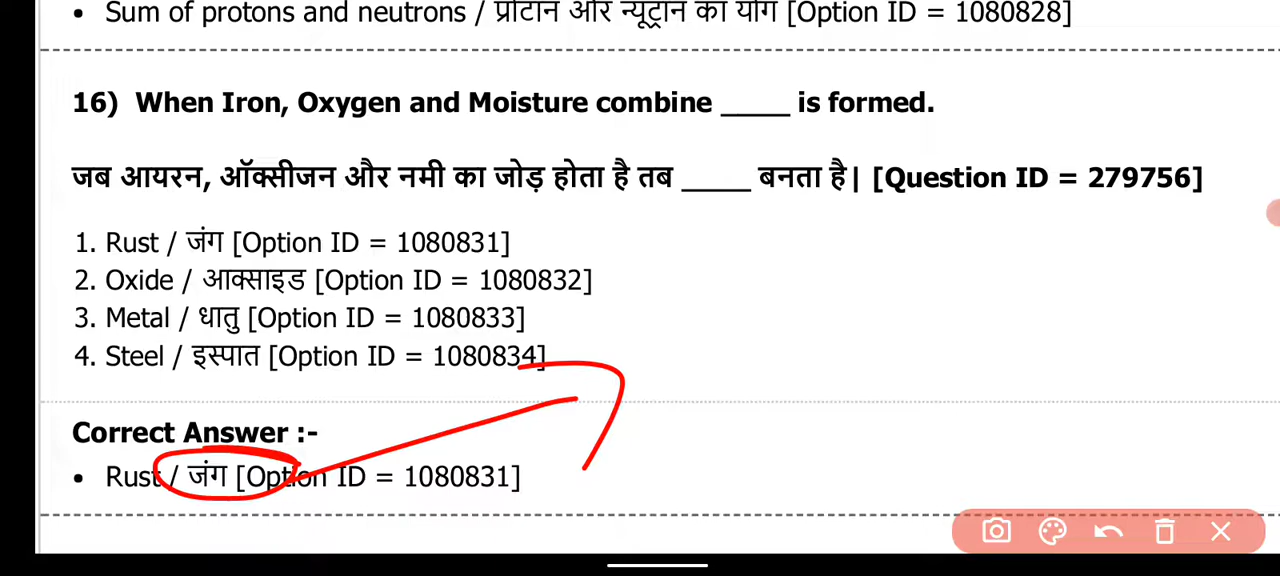 • Sum of protons and neutrons / प्रोटॉन और न्यूट्रॉन का योग [Option ID = 1080828]
16) When Iron, Oxygen and Moisture combine _____ is formed.
जब आयरन, ऑक्सीजन और नमी का जोड़ होता है तब _____ बनता है| [Question ID = 279756]
1. Rust / जंग [Option ID = 1080831]
2. Oxide / आक्साइड [Option ID = 1080832]
3. Metal / धातु [Option ID = 1080833]
4. Steel / इस्पात [Option ID = 1080834]
Correct Answer :-
• Rust / जंग [Option ID = 1080831]